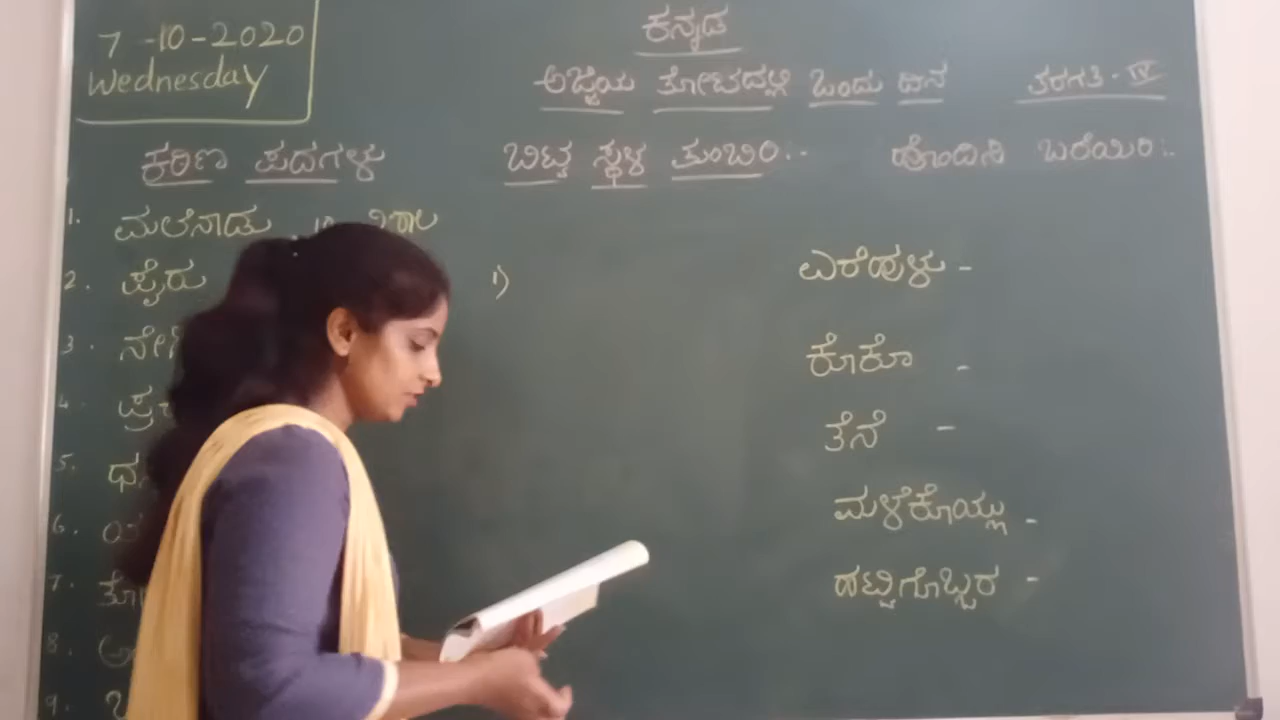 7 -10-2020
Wednesday
ಕನ್ನಡ
ಅಜ್ಜಿಯ ತೋಟದಲ್ಲಿ ಒಂದು ದಿನ
ತರಗತಿ - IV
ಕಠಿಣ ಪದಗಳು
1. ಮಲೆನಾಡು ವಿಶಾಲ
2. ಪೈರು
3.
4.
5.
6.
7.
8.
9.
ಬಿಟ್ಟ ಸ್ಥಳ ತುಂಬಿರಿ:-
1)
ಹೊಂದಿಸಿ ಬರೆಯಿರಿ:-
ಎರೆಹುಳು -
ಕೊಕೊ -
ತೆನೆ -
ಮಳೆಕೊಯ್ಲು -
ಹಟ್ಟಿಗೊಬ್ಬರ -